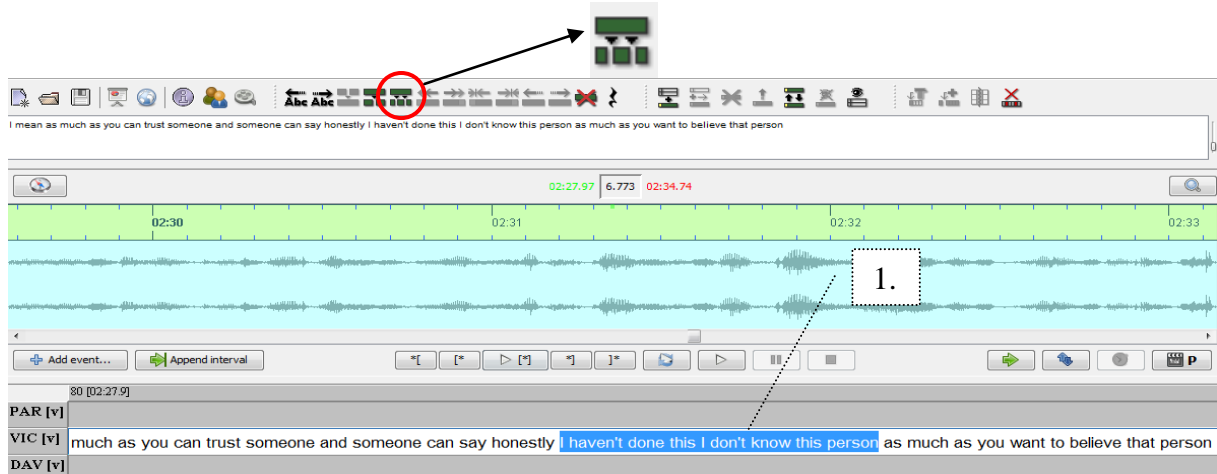 Abc Abc
I mean as much as you can trust someone and someone can say honestly I haven't done this I don't know this person as much as you want to believe that person
02:27.97 6.773 02:34.74
02:30 02:31 02:32 02:33
1.
Add event... Append interval *[ [* [*] *] ]* P
80 [02:27.9]
PAR [v]
VIC [v] much as you can trust someone and someone can say honestly I haven't done this I don't know this person as much as you want to believe that person
DAV [v]